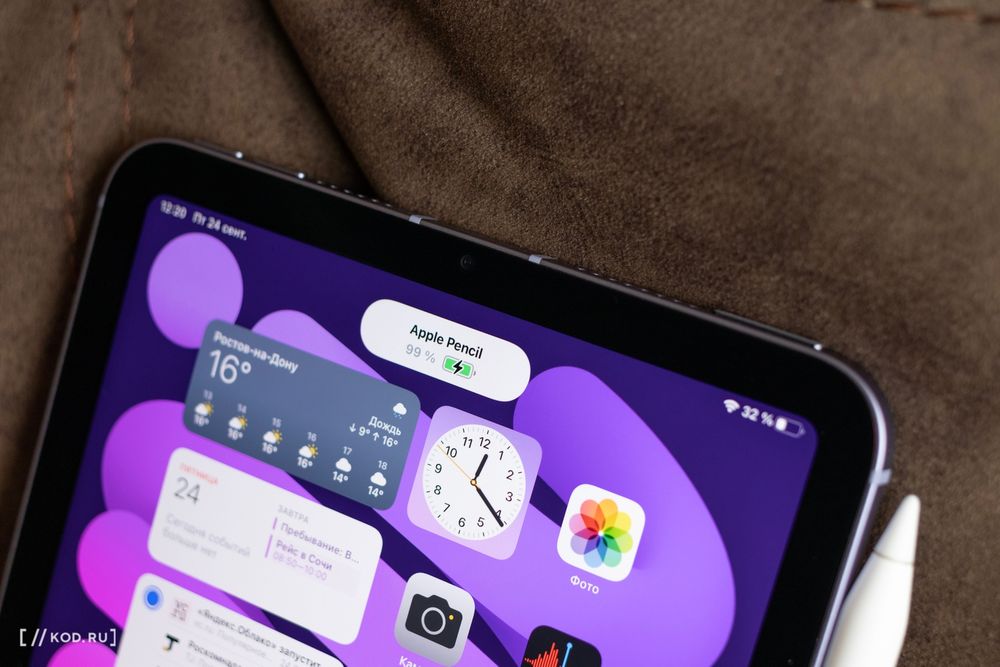 12:20 Пт 24 сент.
32 %
Apple Pencil
99 %
Ростов-на-Дону
16°
Дождь
↓ 9° ↑ 16°
13 14 15 16 17 18
16° 16° 16° 16° 14° 14°
12
1
2
3
4
5
6
7
8
9
10
11
ПЯТНИЦА
24
Сегодня событий
больше нет
ЗАВТРА
Пребывание: В...
Рейс в Сочи
08:50–10:00
Фото
«Яндекс.Облако» запустит
[ // KOD.RU ]